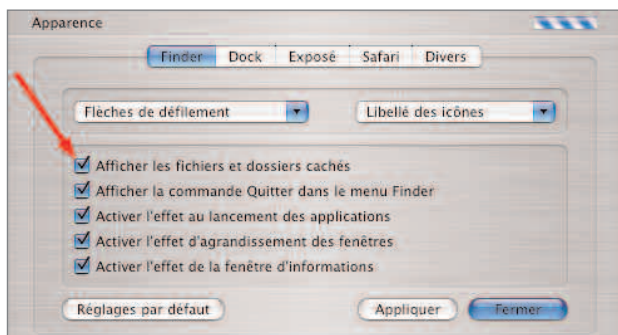 Apparence
Finder Dock Exposé Safari Divers
Flèches de défilement Libellé des icônes
Afficher les fichiers et dossiers cachés
Afficher la commande Quitter dans le menu Finder
Activer l'effet au lancement des applications
Activer l'effet d'agrandissement des fenêtres
Activer l'effet de la fenêtre d'informations
Réglages par défaut Appliquer Fermer